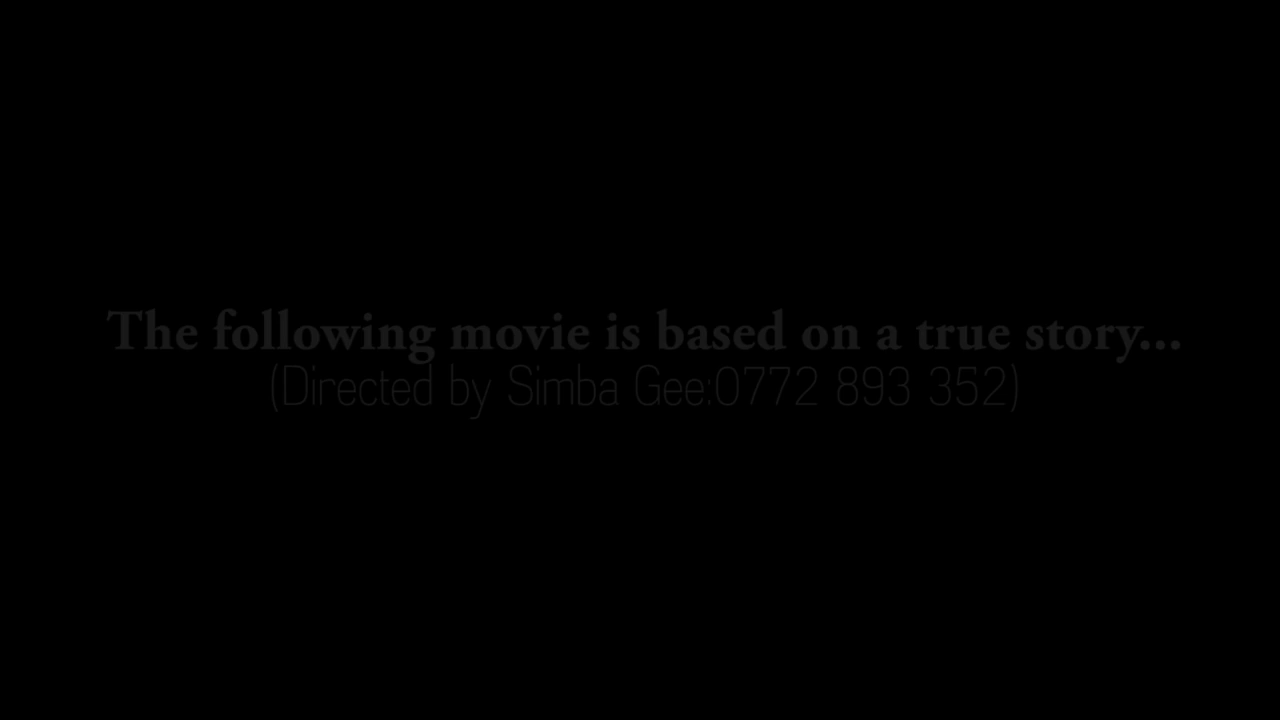 The following movie is based on a true story...
(Directed by Simba Gee:0772 893 352)